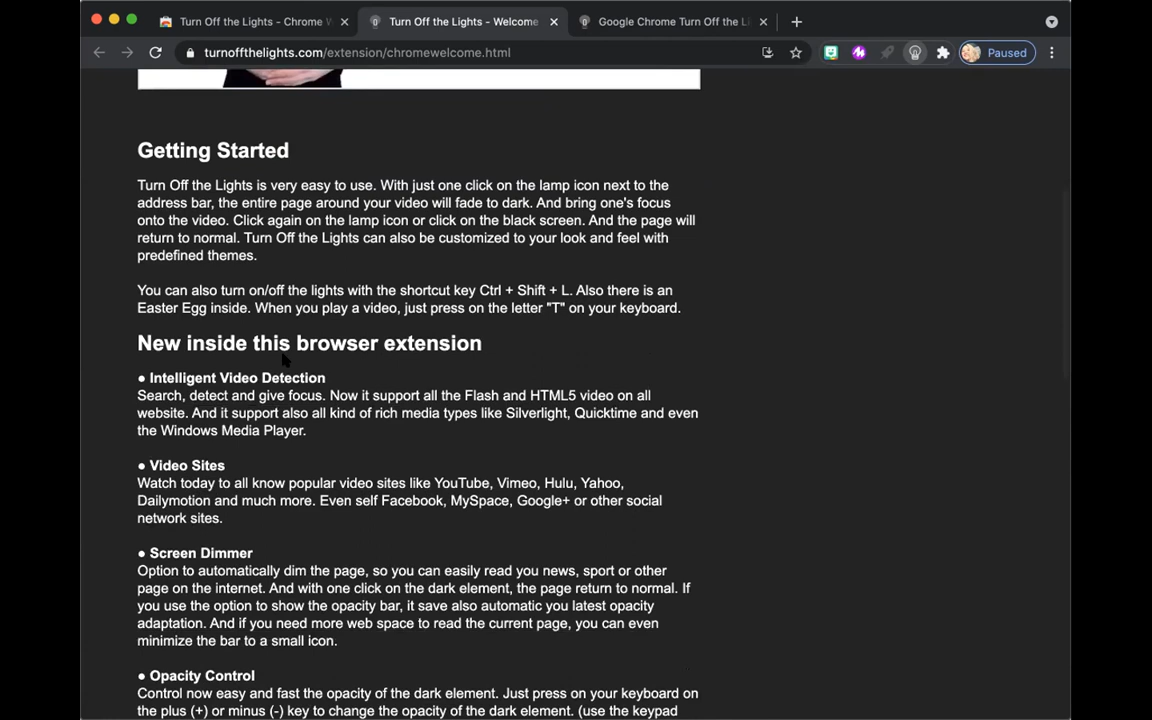 Turn Off the Lights - Chrome W
Turn Off the Lights - Welcome
Google Chrome Turn Off the Li
turnoffthelights.com/extension/chromewelcome.html
Paused
Getting Started
Turn Off the Lights is very easy to use. With just one click on the lamp icon next to the
address bar, the entire page around your video will fade to dark. And bring one's focus
onto the video. Click again on the lamp icon or click on the black screen. And the page will
return to normal. Turn Off the Lights can also be customized to your look and feel with
predefined themes.
You can also turn on/off the lights with the shortcut key Ctrl + Shift + L. Also there is an
Easter Egg inside. When you play a video, just press on the letter "T" on your keyboard.
New inside this browser extension
● Intelligent Video Detection
Search, detect and give focus. Now it support all the Flash and HTML5 video on all
website. And it support also all kind of rich media types like Silverlight, Quicktime and even
the Windows Media Player.
● Video Sites
Watch today to all know popular video sites like YouTube, Vimeo, Hulu, Yahoo,
Dailymotion and much more. Even self Facebook, MySpace, Google+ or other social
network sites.
● Screen Dimmer
Option to automatically dim the page, so you can easily read you news, sport or other
page on the internet. And with one click on the dark element, the page return to normal. If
you use the option to show the opacity bar, it save also automatic you latest opacity
adaptation. And if you need more web space to read the current page, you can even
minimize the bar to a small icon.
● Opacity Control
Control now easy and fast the opacity of the dark element. Just press on your keyboard on
the plus (+) or minus (-) key to change the opacity of the dark element. (use the keypad